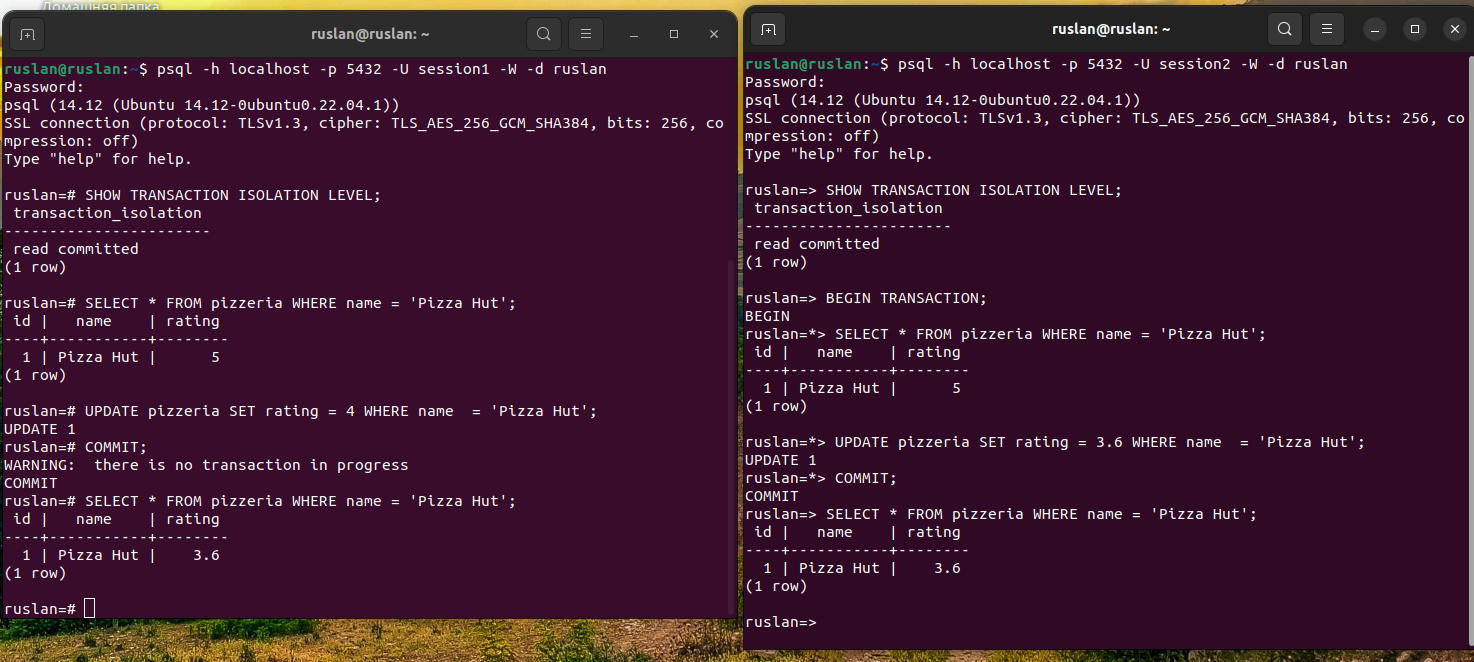 Домашняя папка
ruslan@ruslan: ~
ruslan@ruslan:~$ psql -h localhost -p 5432 -U session1 -W -d ruslan
Password:
psql (14.12 (Ubuntu 14.12-0ubuntu0.22.04.1))
SSL connection (protocol: TLSv1.3, cipher: TLS_AES_256_GCM_SHA384, bits: 256, co
mpression: off)
Type "help" for help.
ruslan=# SHOW TRANSACTION ISOLATION LEVEL;
 transaction_isolation
-----------------------
 read committed
(1 row)
ruslan=# SELECT * FROM pizzeria WHERE name = 'Pizza Hut';
 id |   name    | rating
----+-----------+--------
  1 | Pizza Hut |      5
(1 row)
ruslan=# UPDATE pizzeria SET rating = 4 WHERE name  = 'Pizza Hut';
UPDATE 1
ruslan=# COMMIT;
WARNING:  there is no transaction in progress
COMMIT
ruslan=# SELECT * FROM pizzeria WHERE name = 'Pizza Hut';
 id |   name    | rating
----+-----------+--------
  1 | Pizza Hut |    3.6
(1 row)
ruslan=#
ruslan@ruslan: ~
ruslan@ruslan:~$ psql -h localhost -p 5432 -U session2 -W -d ruslan
Password:
psql (14.12 (Ubuntu 14.12-0ubuntu0.22.04.1))
SSL connection (protocol: TLSv1.3, cipher: TLS_AES_256_GCM_SHA384, bits: 256, co
mpression: off)
Type "help" for help.
ruslan=> SHOW TRANSACTION ISOLATION LEVEL;
 transaction_isolation
-----------------------
 read committed
(1 row)
ruslan=> BEGIN TRANSACTION;
BEGIN
ruslan=*> SELECT * FROM pizzeria WHERE name = 'Pizza Hut';
 id |   name    | rating
----+-----------+--------
  1 | Pizza Hut |      5
(1 row)
ruslan=*> UPDATE pizzeria SET rating = 3.6 WHERE name  = 'Pizza Hut';
UPDATE 1
ruslan=*> COMMIT;
COMMIT
ruslan=> SELECT * FROM pizzeria WHERE name = 'Pizza Hut';
 id |   name    | rating
----+-----------+--------
  1 | Pizza Hut |    3.6
(1 row)
ruslan=>